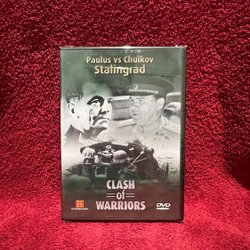 Paulus vs Chuikov
Stalingrad
CLASH
of
WARRIORS
DVD